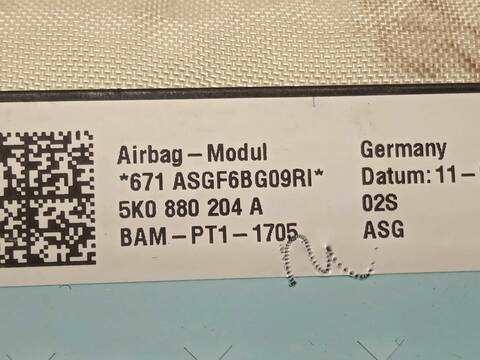 Airbag-Modul
*671 ASGF6BG09RI*
5K0 880 204 A
BAM-PT1-1705
Germany
Datum: 11-
02S
ASG